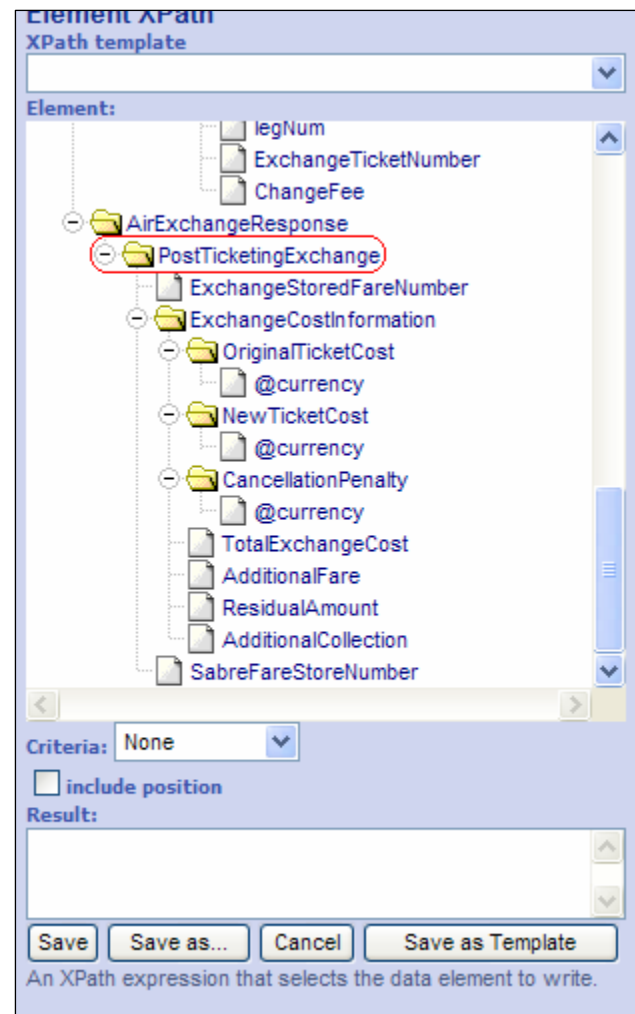 Element XPath
XPath template
Element:
legNum
ExchangeTicketNumber
ChangeFee
AirExchangeResponse
PostTicketingExchange
ExchangeStoredFareNumber
ExchangeCostInformation
OriginalTicketCost
@currency
NewTicketCost
@currency
CancellationPenalty
@currency
TotalExchangeCost
AdditionalFare
ResidualAmount
AdditionalCollection
SabreFareStoreNumber
Criteria: None
include position
Result:
Save Save as... Cancel Save as Template
An XPath expression that selects the data element to write.